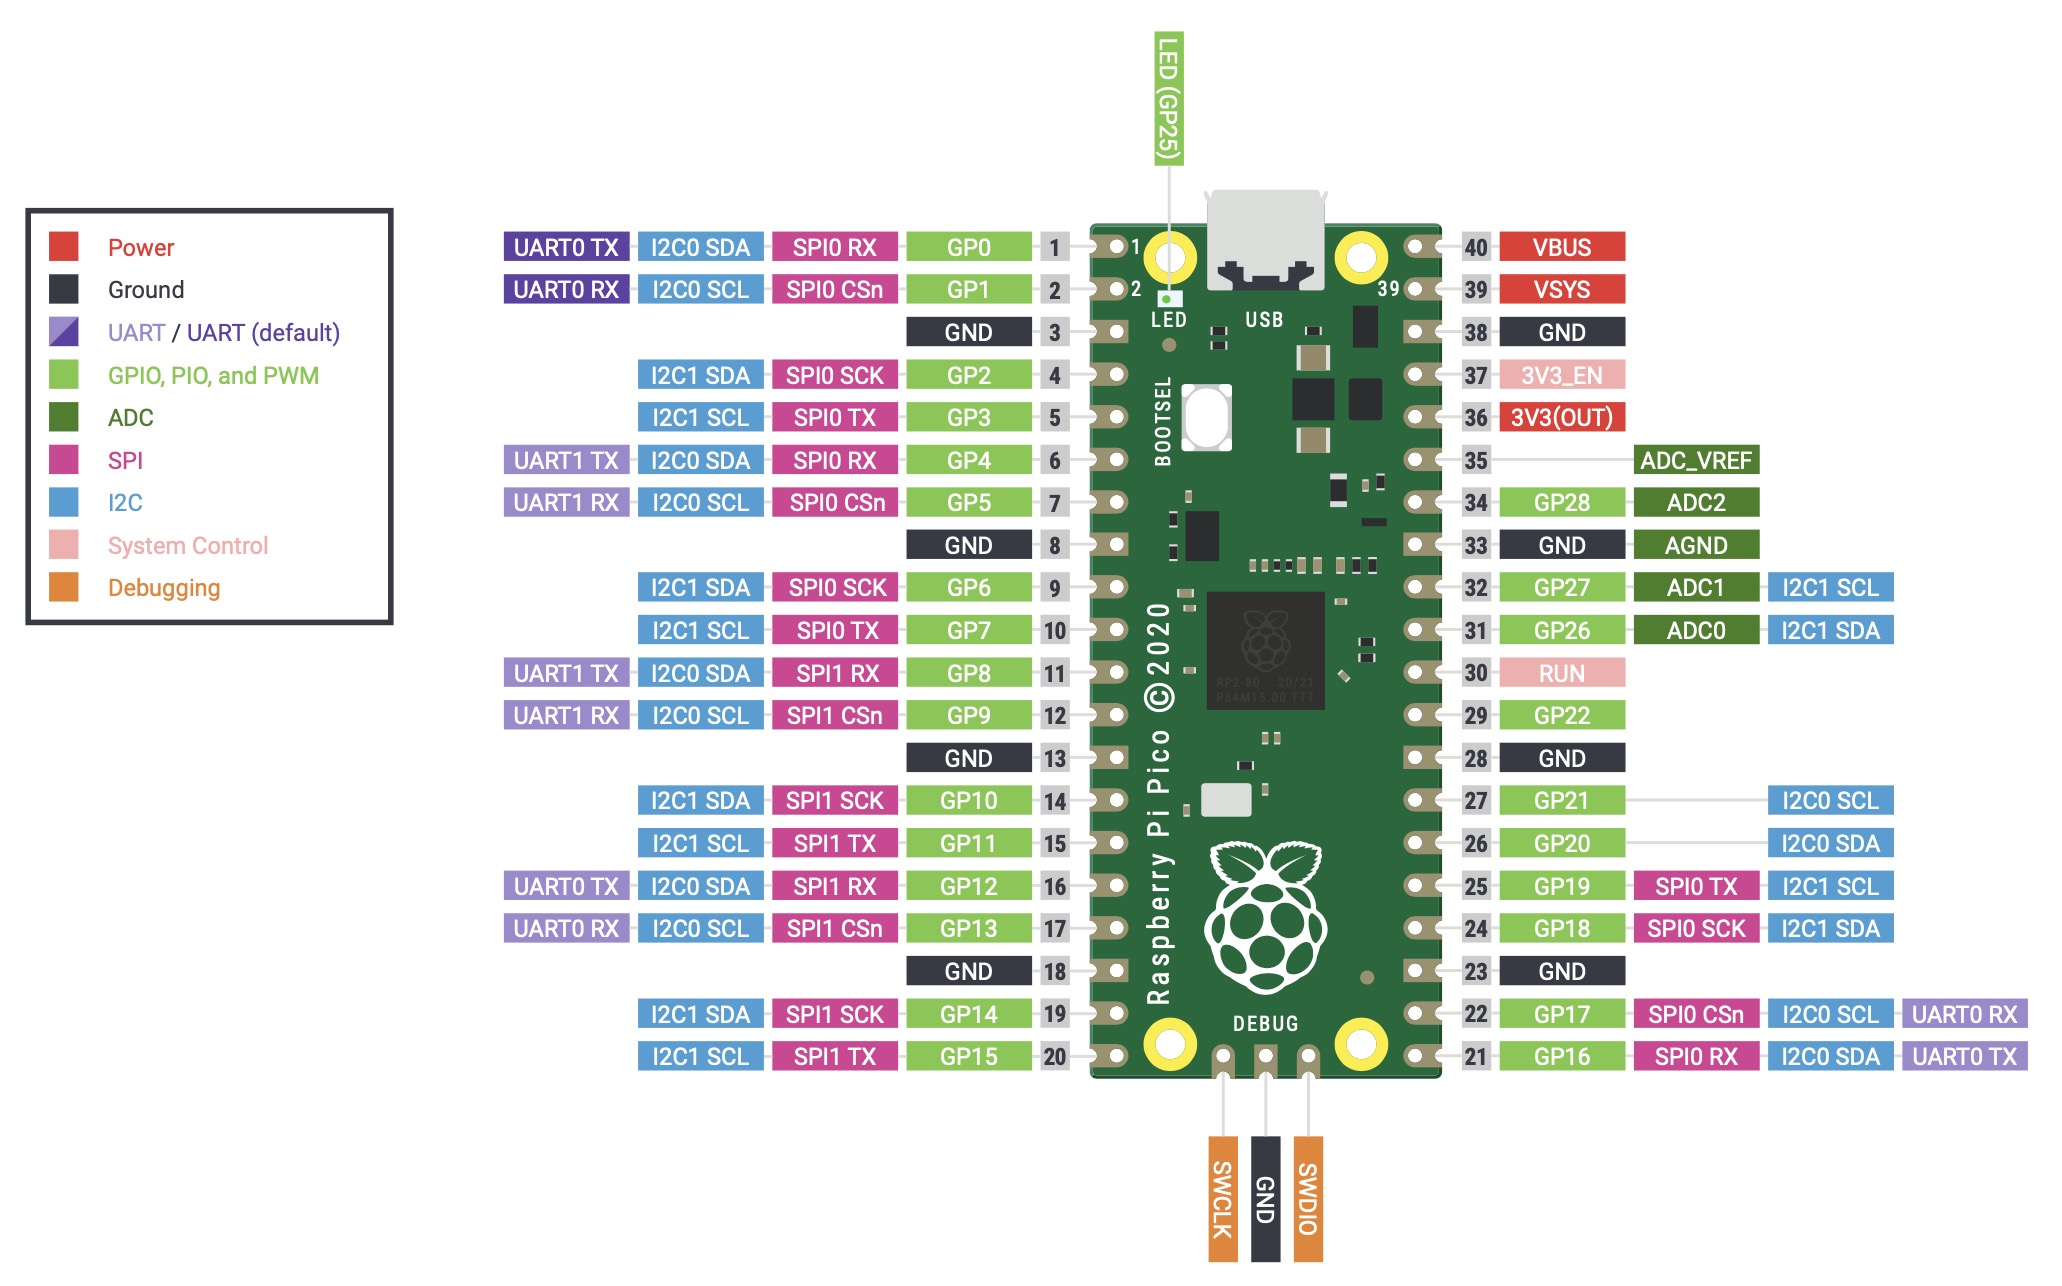 LED (GP25)
Power
Ground
UART / UART (default)
GPIO, PIO, and PWM
ADC
SPI
I2C
System Control
Debugging
UART0 TX I2C0 SDA SPI0 RX GP0 1
UART0 RX I2C0 SCL SPI0 CSn GP1 2
GND 3
I2C1 SDA SPI0 SCK GP2 4
I2C1 SCL SPI0 TX GP3 5
UART1 TX I2C0 SDA SPI0 RX GP4 6
UART1 RX I2C0 SCL SPI0 CSn GP5 7
GND 8
I2C1 SDA SPI0 SCK GP6 9
I2C1 SCL SPI0 TX GP7 10
UART1 TX I2C0 SDA SPI1 RX GP8 11
UART1 RX I2C0 SCL SPI1 CSn GP9 12
GND 13
I2C1 SDA SPI1 SCK GP10 14
I2C1 SCL SPI1 TX GP11 15
UART0 TX I2C0 SDA SPI1 RX GP12 16
UART0 RX I2C0 SCL SPI1 CSn GP13 17
GND 18
I2C1 SDA SPI1 SCK GP14 19
I2C1 SCL SPI1 TX GP15 20
1
2
39
LED
USB
BOOTSEL
Raspberry Pi Pico ©2020
RP2-B0 20/21
P64M15.00 TTT
DEBUG
40 VBUS
39 VSYS
38 GND
37 3V3_EN
36 3V3(OUT)
35 ADC_VREF
34 GP28 ADC2
33 GND AGND
32 GP27 ADC1 I2C1 SCL
31 GP26 ADC0 I2C1 SDA
30 RUN
29 GP22
28 GND
27 GP21 I2C0 SCL
26 GP20 I2C0 SDA
25 GP19 SPI0 TX I2C1 SCL
24 GP18 SPI0 SCK I2C1 SDA
23 GND
22 GP17 SPI0 CSn I2C0 SCL UART0 RX
21 GP16 SPI0 RX I2C0 SDA UART0 TX
SWCLK
GND
SWDIO